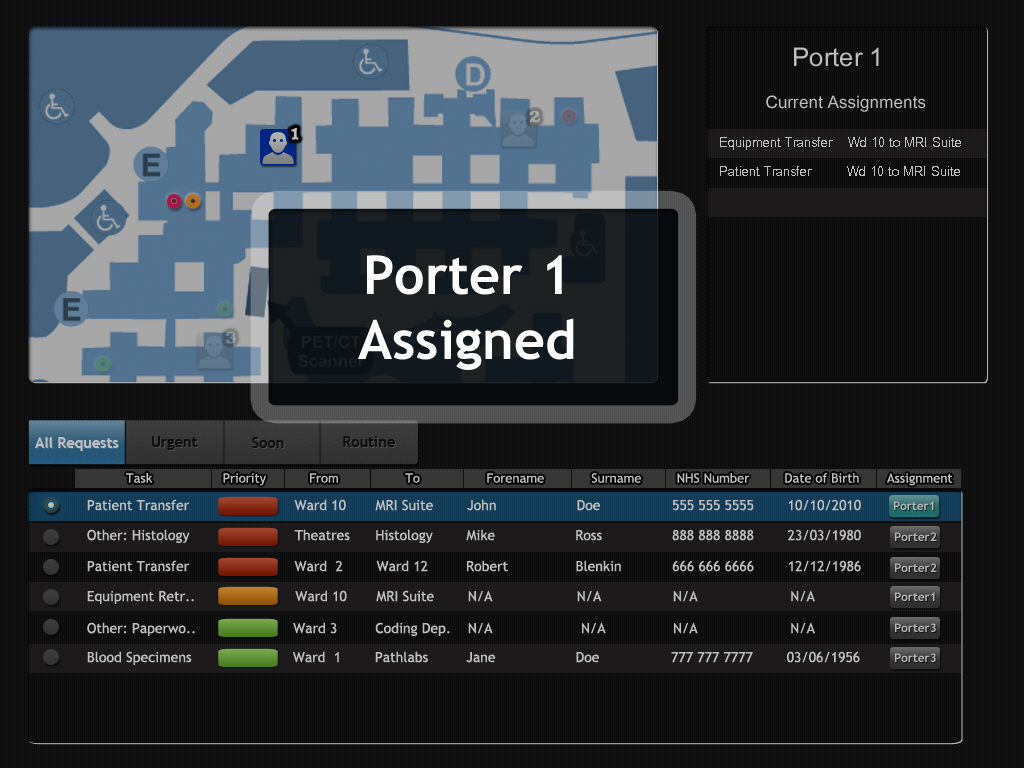 D
2
1
E
E
3
PET/CT
Scanner
Porter 1
Assigned
Porter 1
Current Assignments
Equipment Transfer Wd 10 to MRI Suite
Patient Transfer Wd 10 to MRI Suite
All Requests Urgent Soon Routine
Task Priority From To Forename Surname NHS Number Date of Birth Assignment
Patient Transfer Ward 10 MRI Suite John Doe 555 555 5555 10/10/2010 Porter1
Other: Histology Theatres Histology Mike Ross 888 888 8888 23/03/1980 Porter2
Patient Transfer Ward 2 Ward 12 Robert Blenkin 666 666 6666 12/12/1986 Porter2
Equipment Retr.. Ward 10 MRI Suite N/A N/A N/A N/A Porter1
Other: Paperwo.. Ward 3 Coding Dep. N/A N/A N/A N/A Porter3
Blood Specimens Ward 1 Pathlabs Jane Doe 777 777 7777 03/06/1956 Porter3